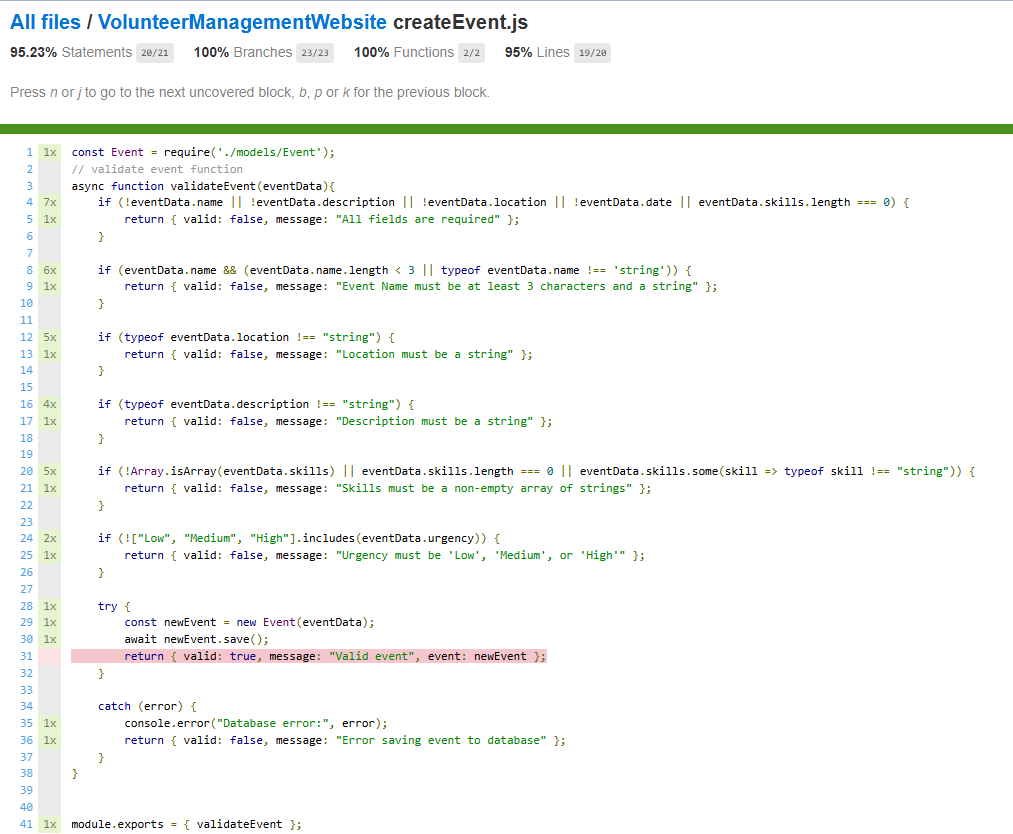 All files / VolunteerManagementWebsite createEvent.js
95.23% Statements 20/21 100% Branches 23/23 100% Functions 2/2 95% Lines 19/20
Press n or j to go to the next uncovered block, b, p or k for the previous block.
1 1x const Event = require('./models/Event');
2 // validate event function
3 async function validateEvent(eventData){
4 7x if (!eventData.name || !eventData.description || !eventData.location || !eventData.date || eventData.skills.length === 0) {
5 1x return { valid: false, message: "All fields are required" };
6 }
7
8 6x if (eventData.name && (eventData.name.length < 3 || typeof eventData.name !== 'string')) {
9 1x return { valid: false, message: "Event Name must be at least 3 characters and a string" };
10 }
11
12 5x if (typeof eventData.location !== "string") {
13 1x return { valid: false, message: "Location must be a string" };
14 }
15
16 4x if (typeof eventData.description !== "string") {
17 1x return { valid: false, message: "Description must be a string" };
18 }
19
20 5x if (!Array.isArray(eventData.skills) || eventData.skills.length === 0 || eventData.skills.some(skill => typeof skill !== "string")) {
21 1x return { valid: false, message: "Skills must be a non-empty array of strings" };
22 }
23
24 2x if (!["Low", "Medium", "High"].includes(eventData.urgency)) {
25 1x return { valid: false, message: "Urgency must be 'Low', 'Medium', or 'High'" };
26 }
27
28 1x try {
29 1x const newEvent = new Event(eventData);
30 1x await newEvent.save();
31 return { valid: true, message: "Valid event", event: newEvent };
32 }
33
34 catch (error) {
35 1x console.error("Database error:", error);
36 1x return { valid: false, message: "Error saving event to database" };
37 }
38 }
39
40
41 1x module.exports = { validateEvent };